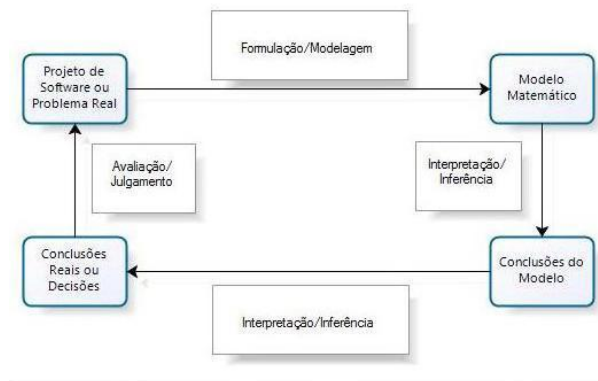 Formulação/Modelagem
Projeto de
Software ou
Problema Real
Modelo
Matemático
Avaliação/
Julgamento
Interpretação/
Inferência
Conclusões
Reais ou
Decisões
Conclusões do
Modelo
Interpretação/Inferência